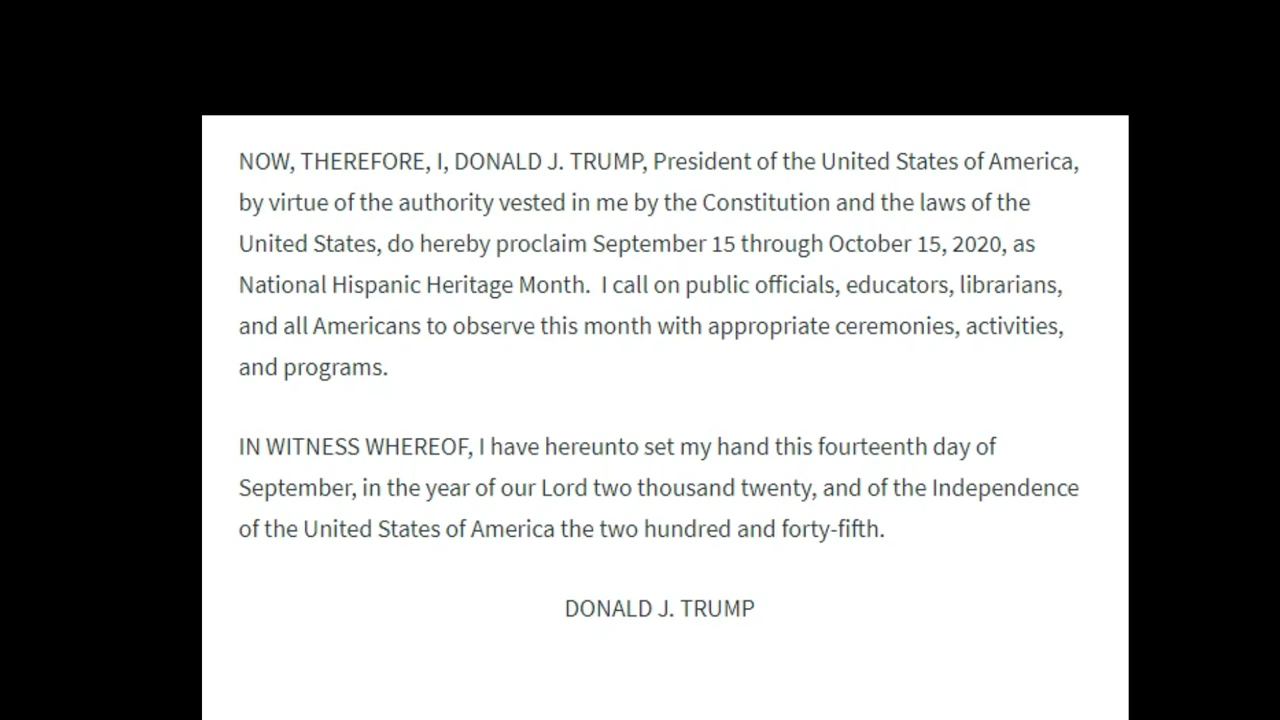 NOW, THEREFORE, I, DONALD J. TRUMP, President of the United States of America,
by virtue of the authority vested in me by the Constitution and the laws of the
United States, do hereby proclaim September 15 through October 15, 2020, as
National Hispanic Heritage Month.  I call on public officials, educators, librarians,
and all Americans to observe this month with appropriate ceremonies, activities,
and programs.
IN WITNESS WHEREOF, I have hereunto set my hand this fourteenth day of
September, in the year of our Lord two thousand twenty, and of the Independence
of the United States of America the two hundred and forty-fifth.
DONALD J. TRUMP